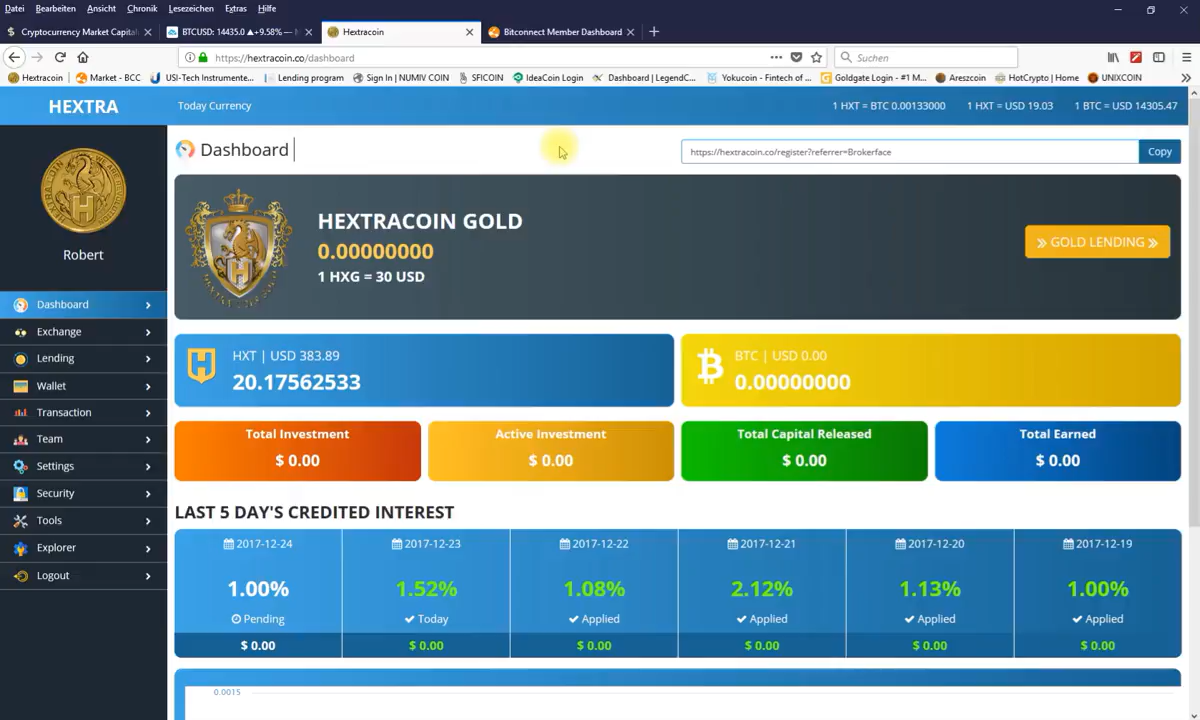 Datei Bearbeiten Ansicht Chronik Lesezeichen Extras Hilfe
Cryptocurrency Market Capital
BTCUSD: 14435.0 ▲+9.58% —
Hextracoin
Bitconnect Member Dashboard
https://hextracoin.co/dashboard
Suchen
Hextracoin
Market - BCC
USI-Tech Instrumente...
Lending program
Sign In | NUMIV COIN
SFICOIN
IdeaCoin Login
Dashboard | LegendC...
Yokucoin - Fintech of ...
Goldgate Login - #1 M...
Areszcoin
HotCrypto | Home
UNIXCOIN
HEXTRA
Today Currency
1 HXT = BTC 0.00133000
1 HXT = USD 19.03
1 BTC = USD 14305.47
Robert
Dashboard
Exchange
Lending
Wallet
Transaction
Team
Settings
Security
Tools
Explorer
Logout
Dashboard
https://hextracoin.co/register?referrer=Brokerface
Copy
HEXTRACOIN GOLD
0.00000000
1 HXG = 30 USD
» GOLD LENDING »
HXT | USD 383.89
20.17562533
BTC | USD 0.00
0.00000000
Total Investment
$ 0.00
Active Investment
$ 0.00
Total Capital Released
$ 0.00
Total Earned
$ 0.00
LAST 5 DAY'S CREDITED INTEREST
2017-12-24
1.00%
Pending
$ 0.00
2017-12-23
1.52%
Today
$ 0.00
2017-12-22
1.08%
Applied
$ 0.00
2017-12-21
2.12%
Applied
$ 0.00
2017-12-20
1.13%
Applied
$ 0.00
2017-12-19
1.00%
Applied
$ 0.00
0.0015